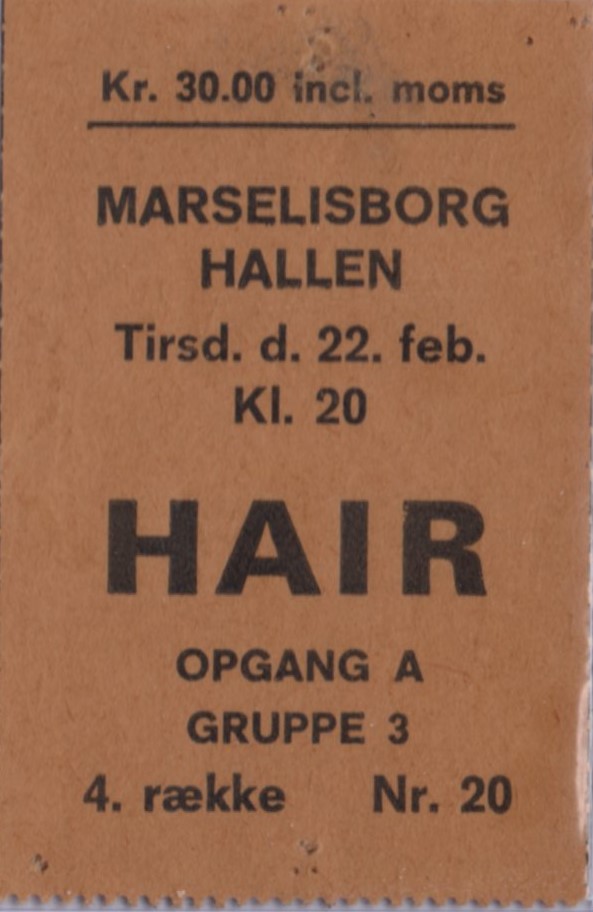 Kr. 30.00 incl. moms
MARSELISBORG
HALLEN
Tirsd. d. 22. feb.
Kl. 20
HAIR
OPGANG A
GRUPPE 3
4. række Nr. 20